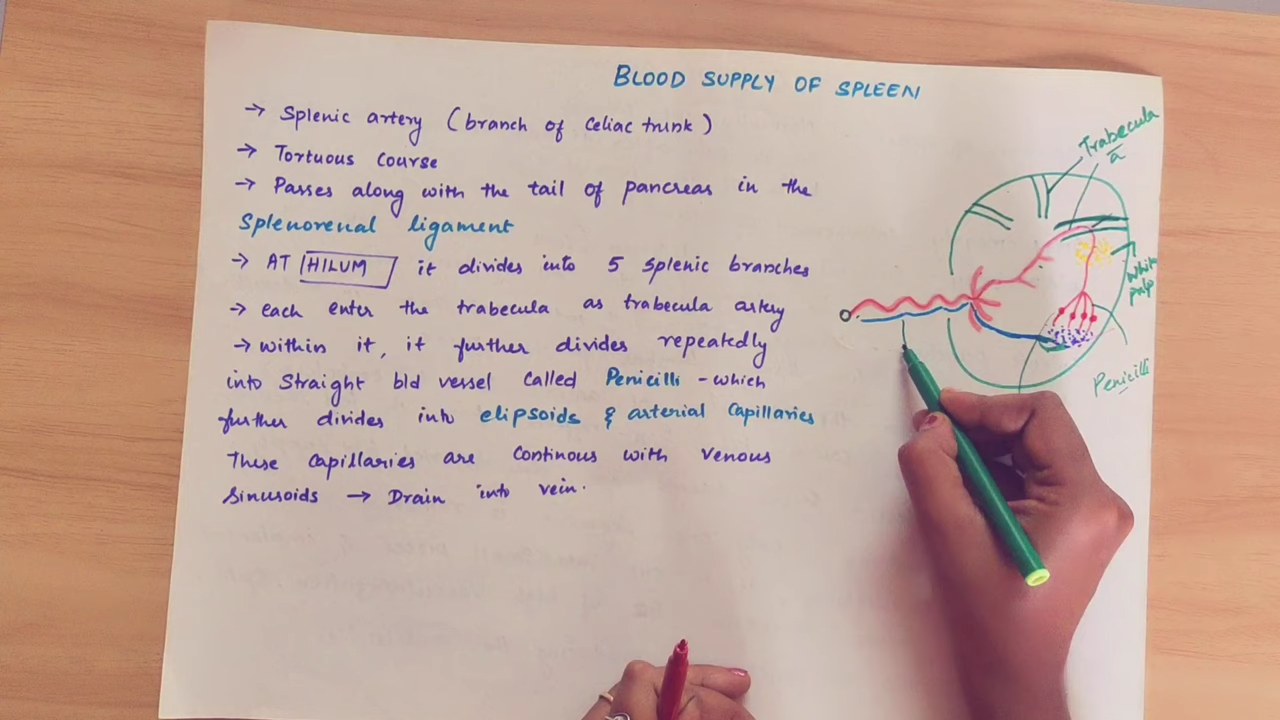 BLOOD SUPPLY OF SPLEEN
→ Splenic artery (branch of Celiac trunk)
→ Tortuous Course
→ Passes along with the tail of pancreas in the
Splenorenal ligament
→ AT HILUM it divides into 5 splenic branches
→ each enter the trabecula as trabecula artery
→ within it, it further divides repeatedly
into Straight bld vessel called Penicilli - which
further divides into elipsoids & arterial Capillaries
These Capillaries are Continous with venous
Sinusoids → Drain into vein.
Trabecula
a
White
pulp
Penicilli